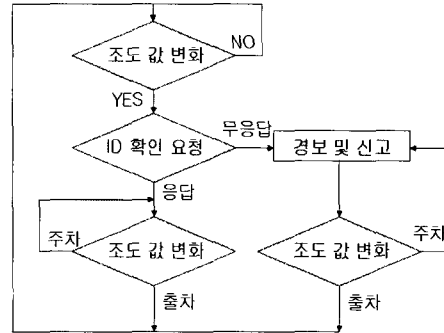 조도 값 변화
NO
YES
ID 확인 요청
무응답
경보 및 신고
응답
주차
조도 값 변화
조도 값 변화
주차
출차
출차